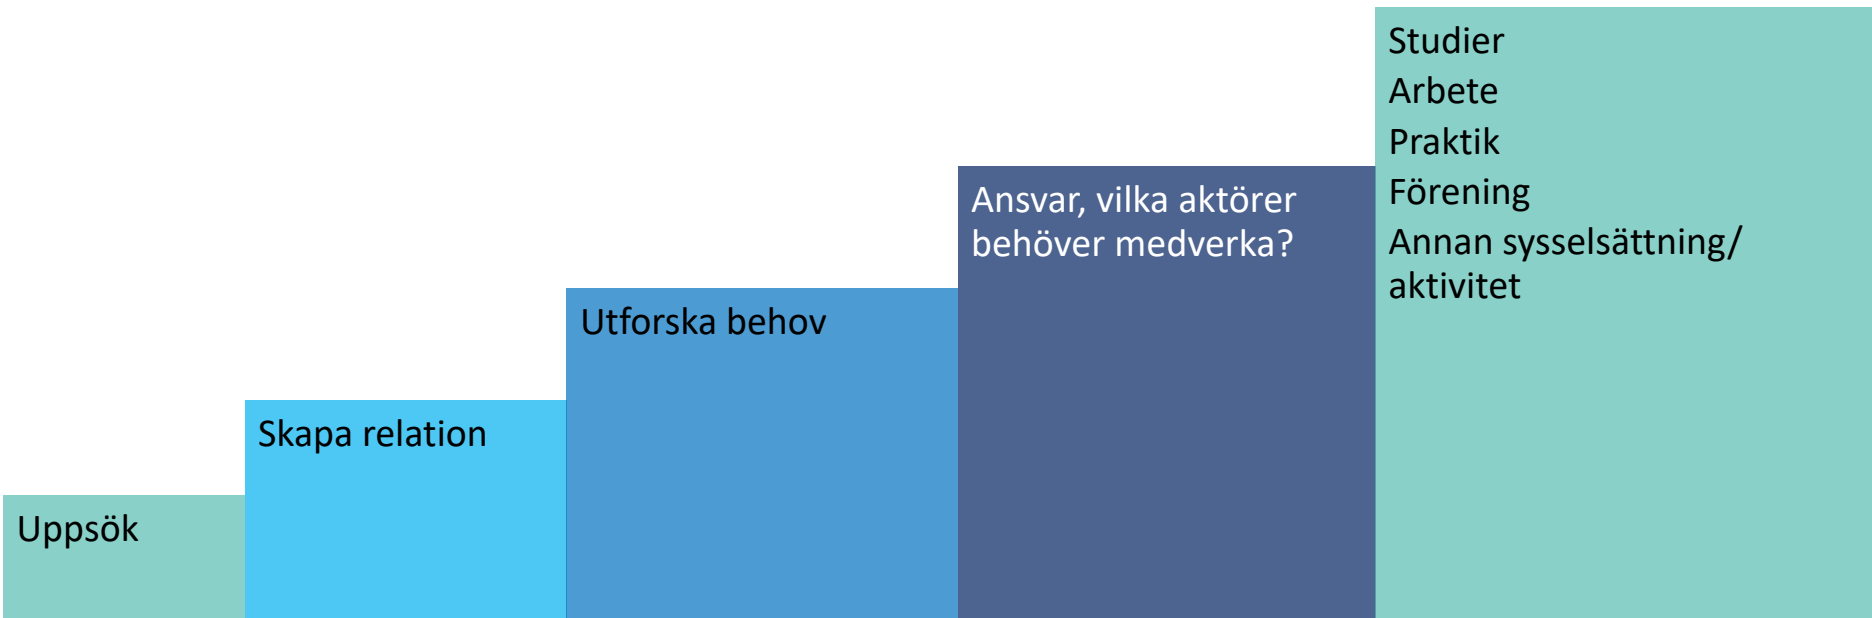 Uppsök
Skapa relation
Utforska behov
Ansvar, vilka aktörer
behöver medverka?
Studier
Arbete
Praktik
Förening
Annan sysselsättning/
aktivitet